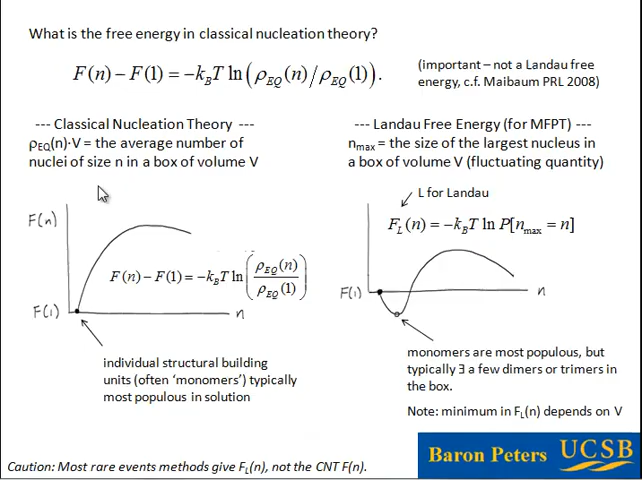 What is the free energy in classical nucleation theory?
F(n) − F(1) = −k_BT ln(ρ_EQ(n)/ρ_EQ(1)).
(important – not a Landau free
energy, c.f. Maibaum PRL 2008)
--- Classical Nucleation Theory ---
ρ_EQ(n)·V = the average number of
nuclei of size n in a box of volume V
F(n)
F(n) − F(1) = −k_BT ln(ρ_EQ(n)/ρ_EQ(1))
F(1)
n
individual structural building
units (often ‘monomers’) typically
most populous in solution
--- Landau Free Energy (for MFPT) ---
n_max = the size of the largest nucleus in
a box of volume V (fluctuating quantity)
L for Landau
F_L(n) = −k_BT ln P[n_max = n]
F(1)
n
monomers are most populous, but
typically ∃ a few dimers or trimers in
the box.
Note: minimum in F_L(n) depends on V
Caution: Most rare events methods give F_L(n), not the CNT F(n).
Baron Peters UCSB